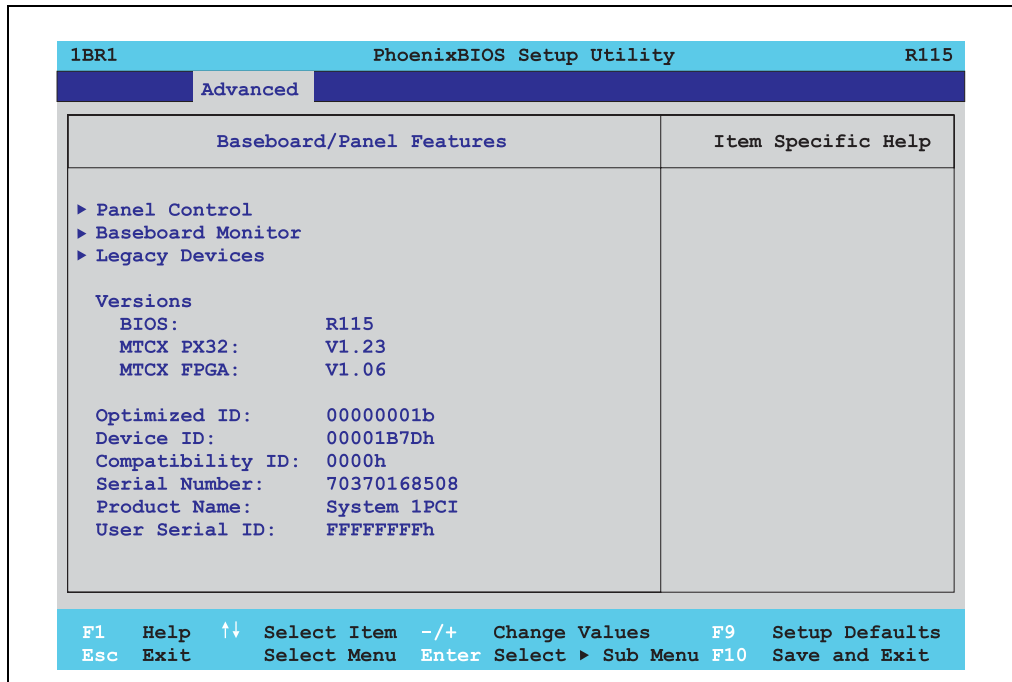 1BR1 PhoenixBIOS Setup Utility R115
Advanced
Baseboard/Panel Features Item Specific Help
▶ Panel Control
▶ Baseboard Monitor
▶ Legacy Devices
Versions
BIOS: R115
MTCX PX32: V1.23
MTCX FPGA: V1.06
Optimized ID: 00000001b
Device ID: 00001B7Dh
Compatibility ID: 0000h
Serial Number: 70370168508
Product Name: System 1PCI
User Serial ID: FFFFFFFFh
F1 Help ↑↓ Select Item -/+ Change Values F9 Setup Defaults
Esc Exit Select Menu Enter Select ▶ Sub Menu F10 Save and Exit